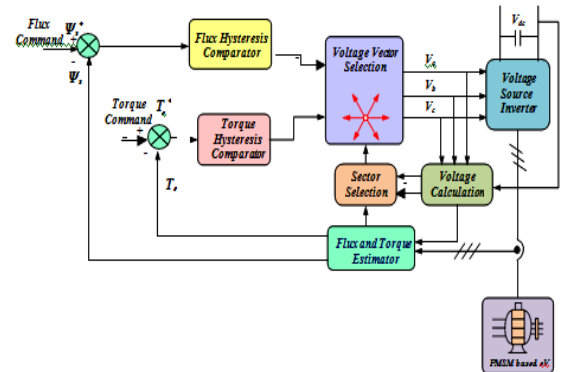 Flux
Command
Ψs*
+
-
Ψs
Flux Hysteresis
Comparator
-
Voltage Vector
Selection
Va
Vb
Vc
Vdc
Voltage
Source
Inverter
Torque
Command
Te*
+
-
Torque
Hysteresis
Comparator
Te
Sector
Selection
Voltage
Calculation
Flux and Torque
Estimator
PMSM based eV